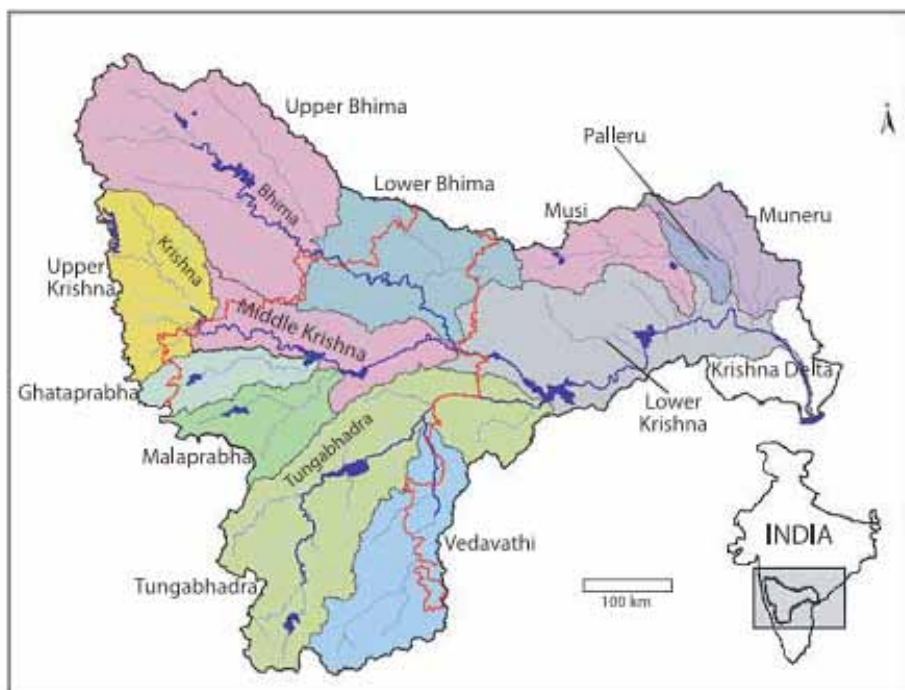 Upper Bhima
Palleru
Bhima
Lower Bhima
Musi
Muneru
Krishna
Upper
Krishna
Middle Krishna
Ghataprabha
Krishna Delta
Lower
Krishna
Malaprabha
Tungabhadra
INDIA
Vedavathi
Tungabhadra
100 km